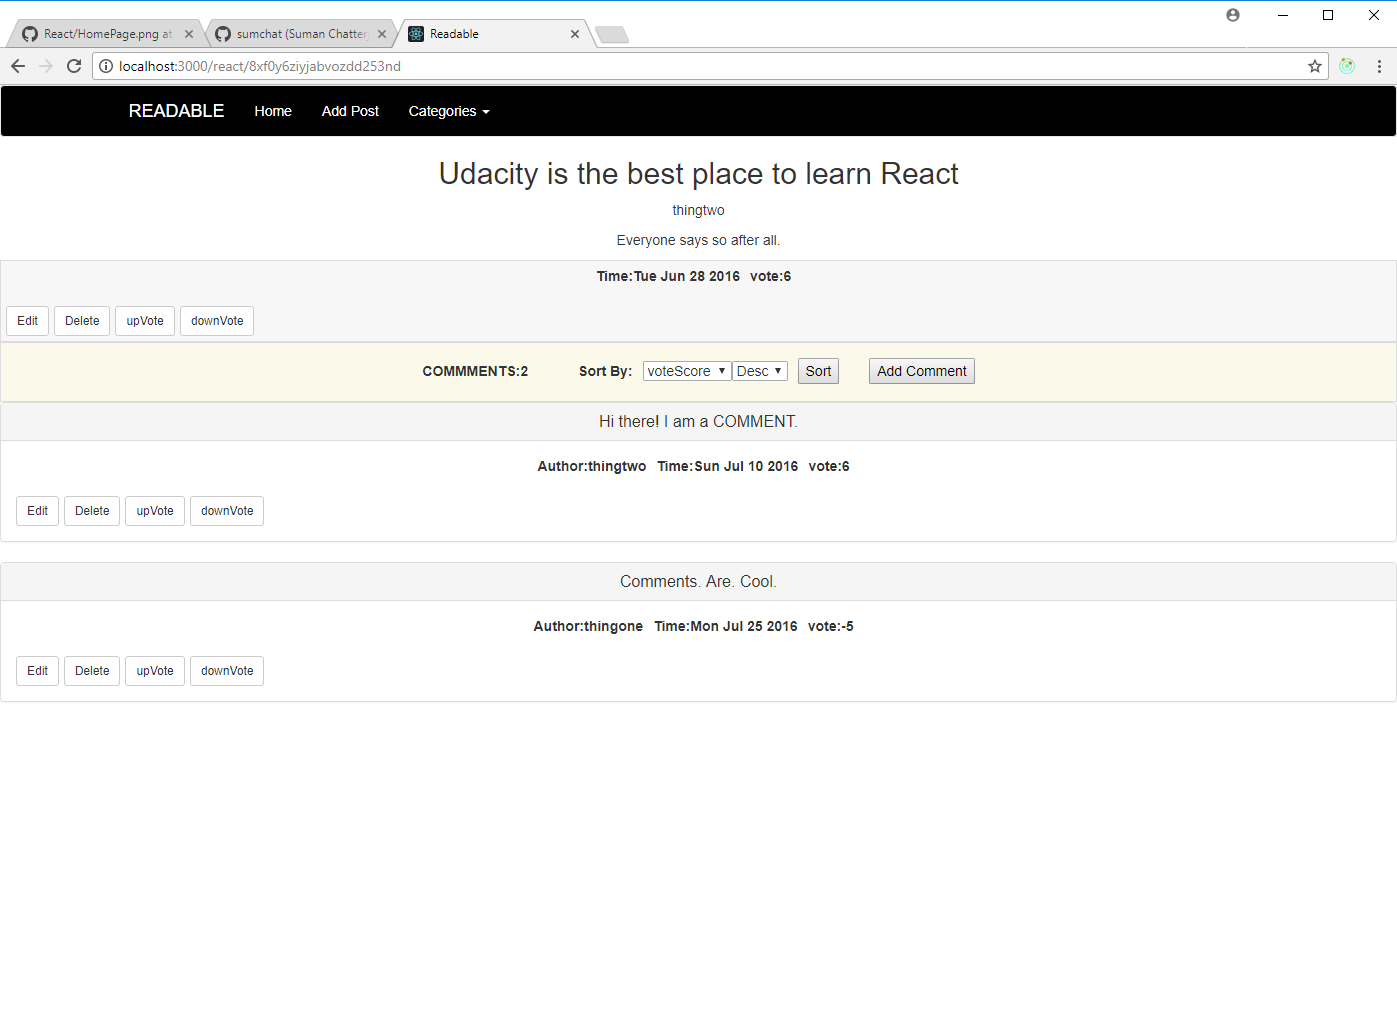 React/HomePage.png at
sumchat (Suman Chatter
Readable
localhost:3000/react/8xf0y6ziyjabvozdd253nd
READABLE Home Add Post Categories
Udacity is the best place to learn React
thingtwo
Everyone says so after all.
Time:Tue Jun 28 2016 vote:6
Edit Delete upVote downVote
COMMMENTS:2 Sort By: voteScore Desc Sort Add Comment
Hi there! I am a COMMENT.
Author:thingtwo Time:Sun Jul 10 2016 vote:6
Edit Delete upVote downVote
Comments. Are. Cool.
Author:thingone Time:Mon Jul 25 2016 vote:-5
Edit Delete upVote downVote